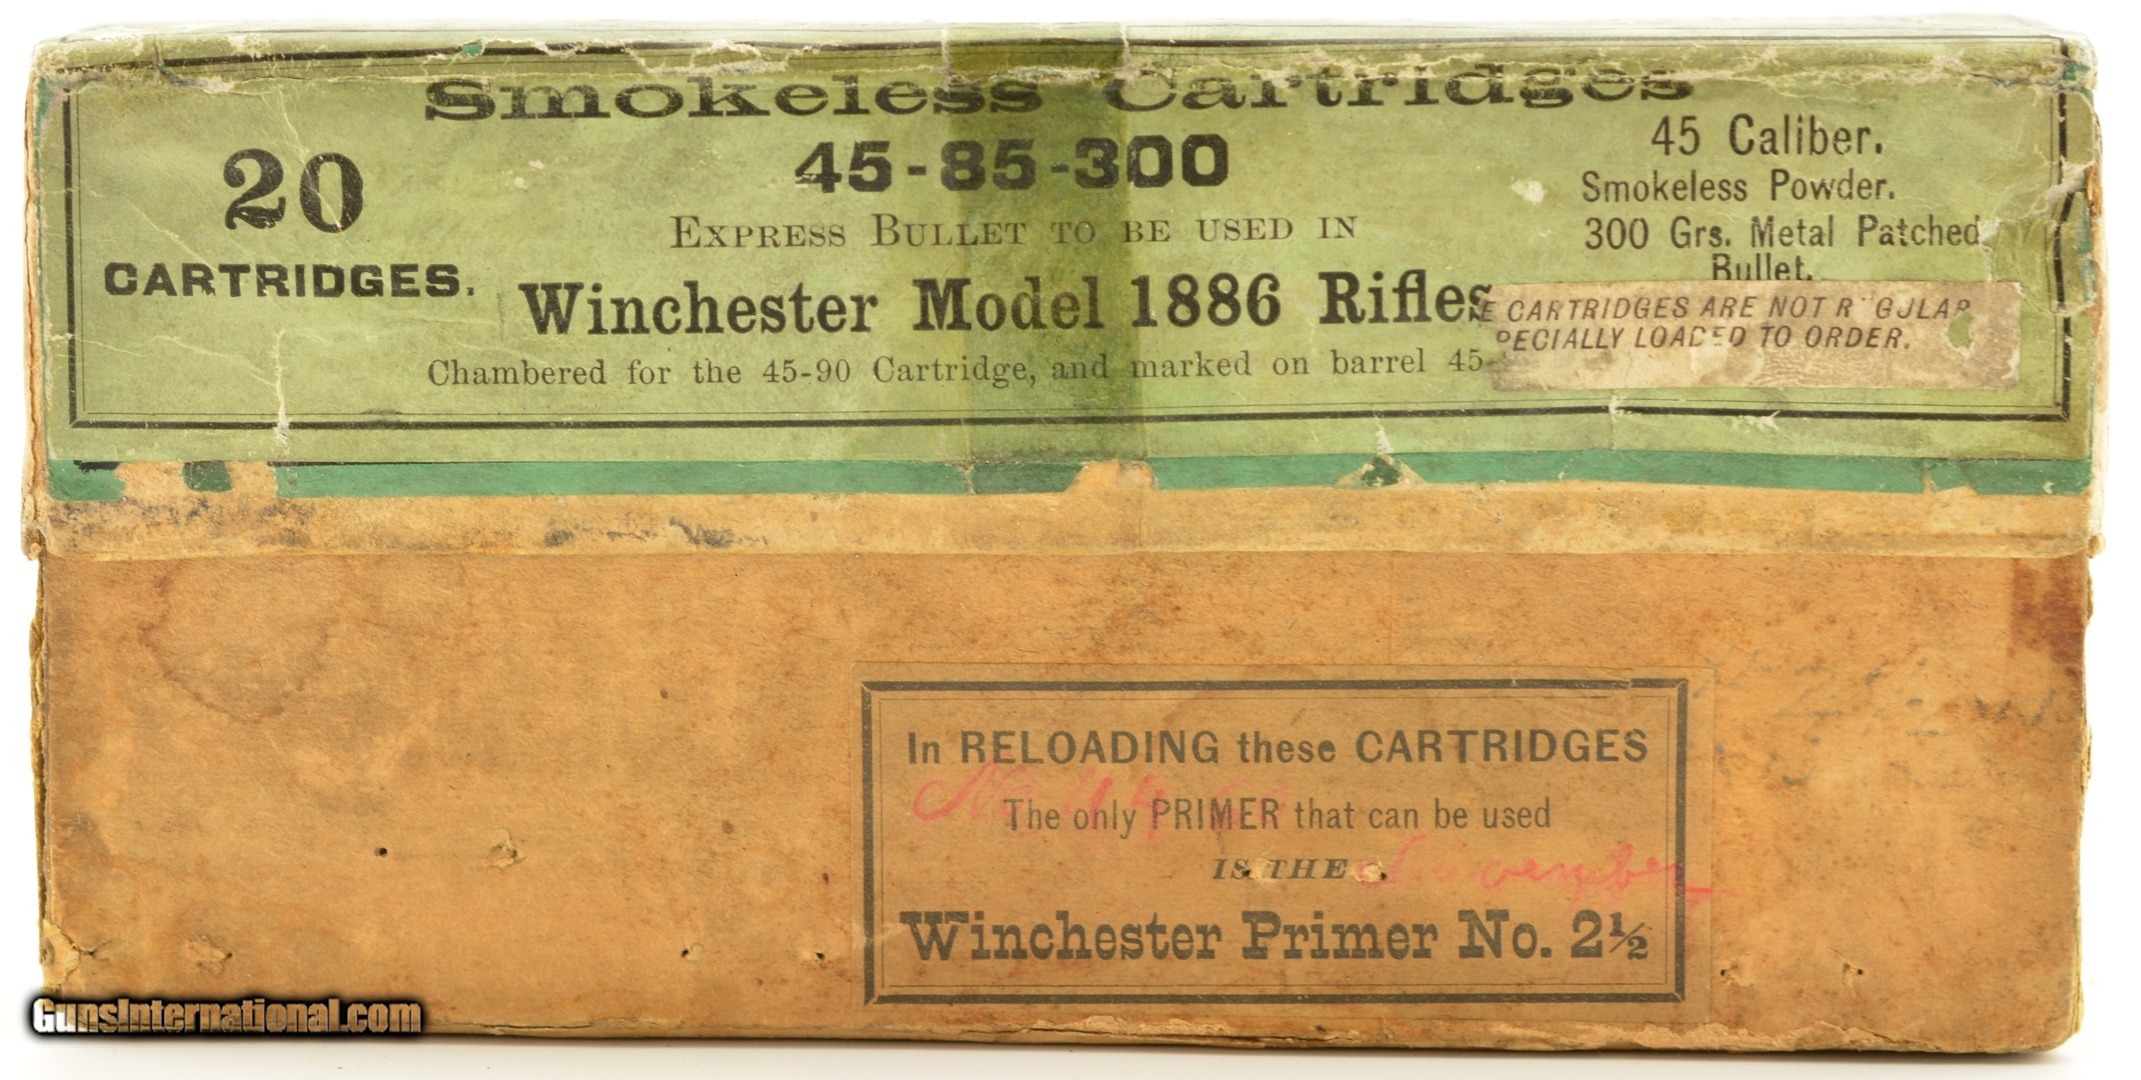 Smokeless Cartridges
45-85-300
20
CARTRIDGES.
EXPRESS BULLET TO BE USED IN
Winchester Model 1886 Rifles
Chambered for the 45-90 Cartridge, and marked on barrel 45-
45 Caliber.
Smokeless Powder.
300 Grs. Metal Patched
Bullet.
E CARTRIDGES ARE NOT R GULAR
PECIALLY LOADED TO ORDER.
In RELOADING these CARTRIDGES
The only PRIMER that can be used
IS THE
Winchester Primer No. 2½
GunsInternational.com